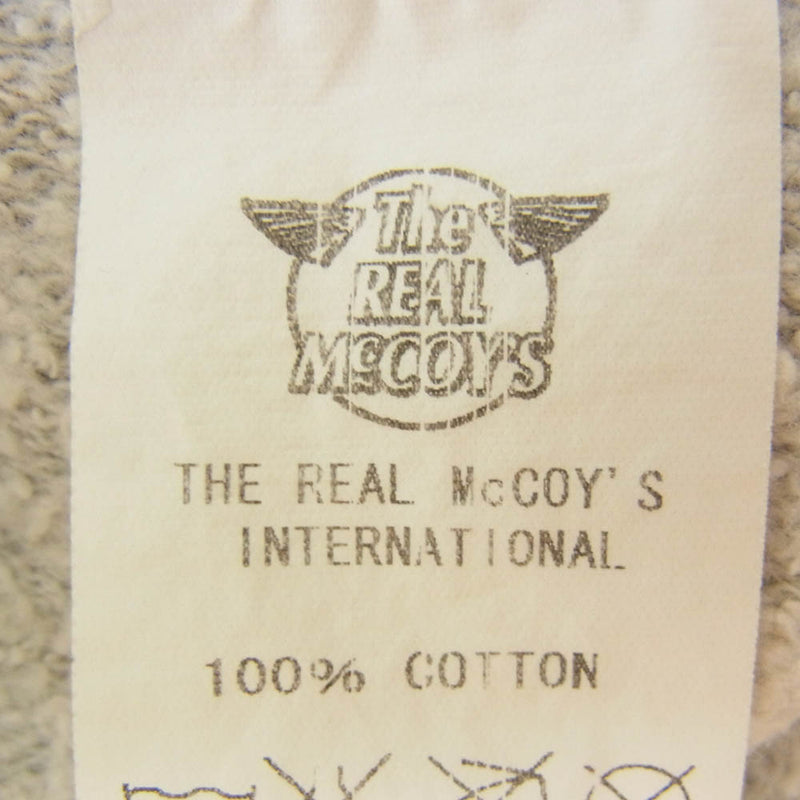 The
REAL
McCOY'S
THE REAL McCOY'S
INTERNATIONAL
100% COTTON